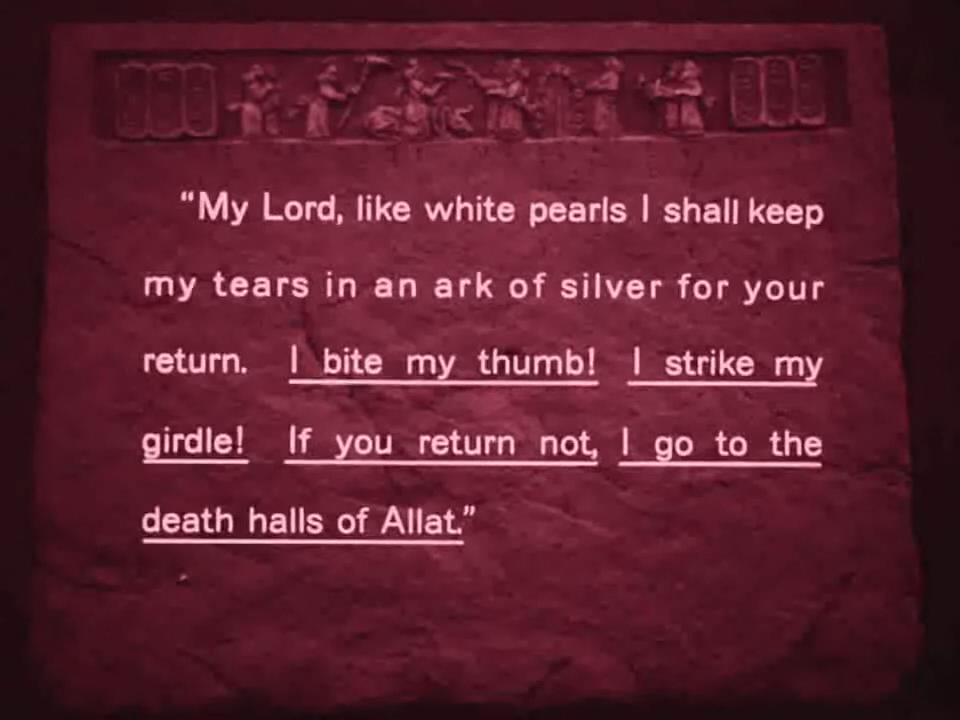 “My Lord, like white pearls I shall keep
my tears in an ark of silver for your
return. I bite my thumb! I strike my
girdle! If you return not, I go to the
death halls of Allat.”